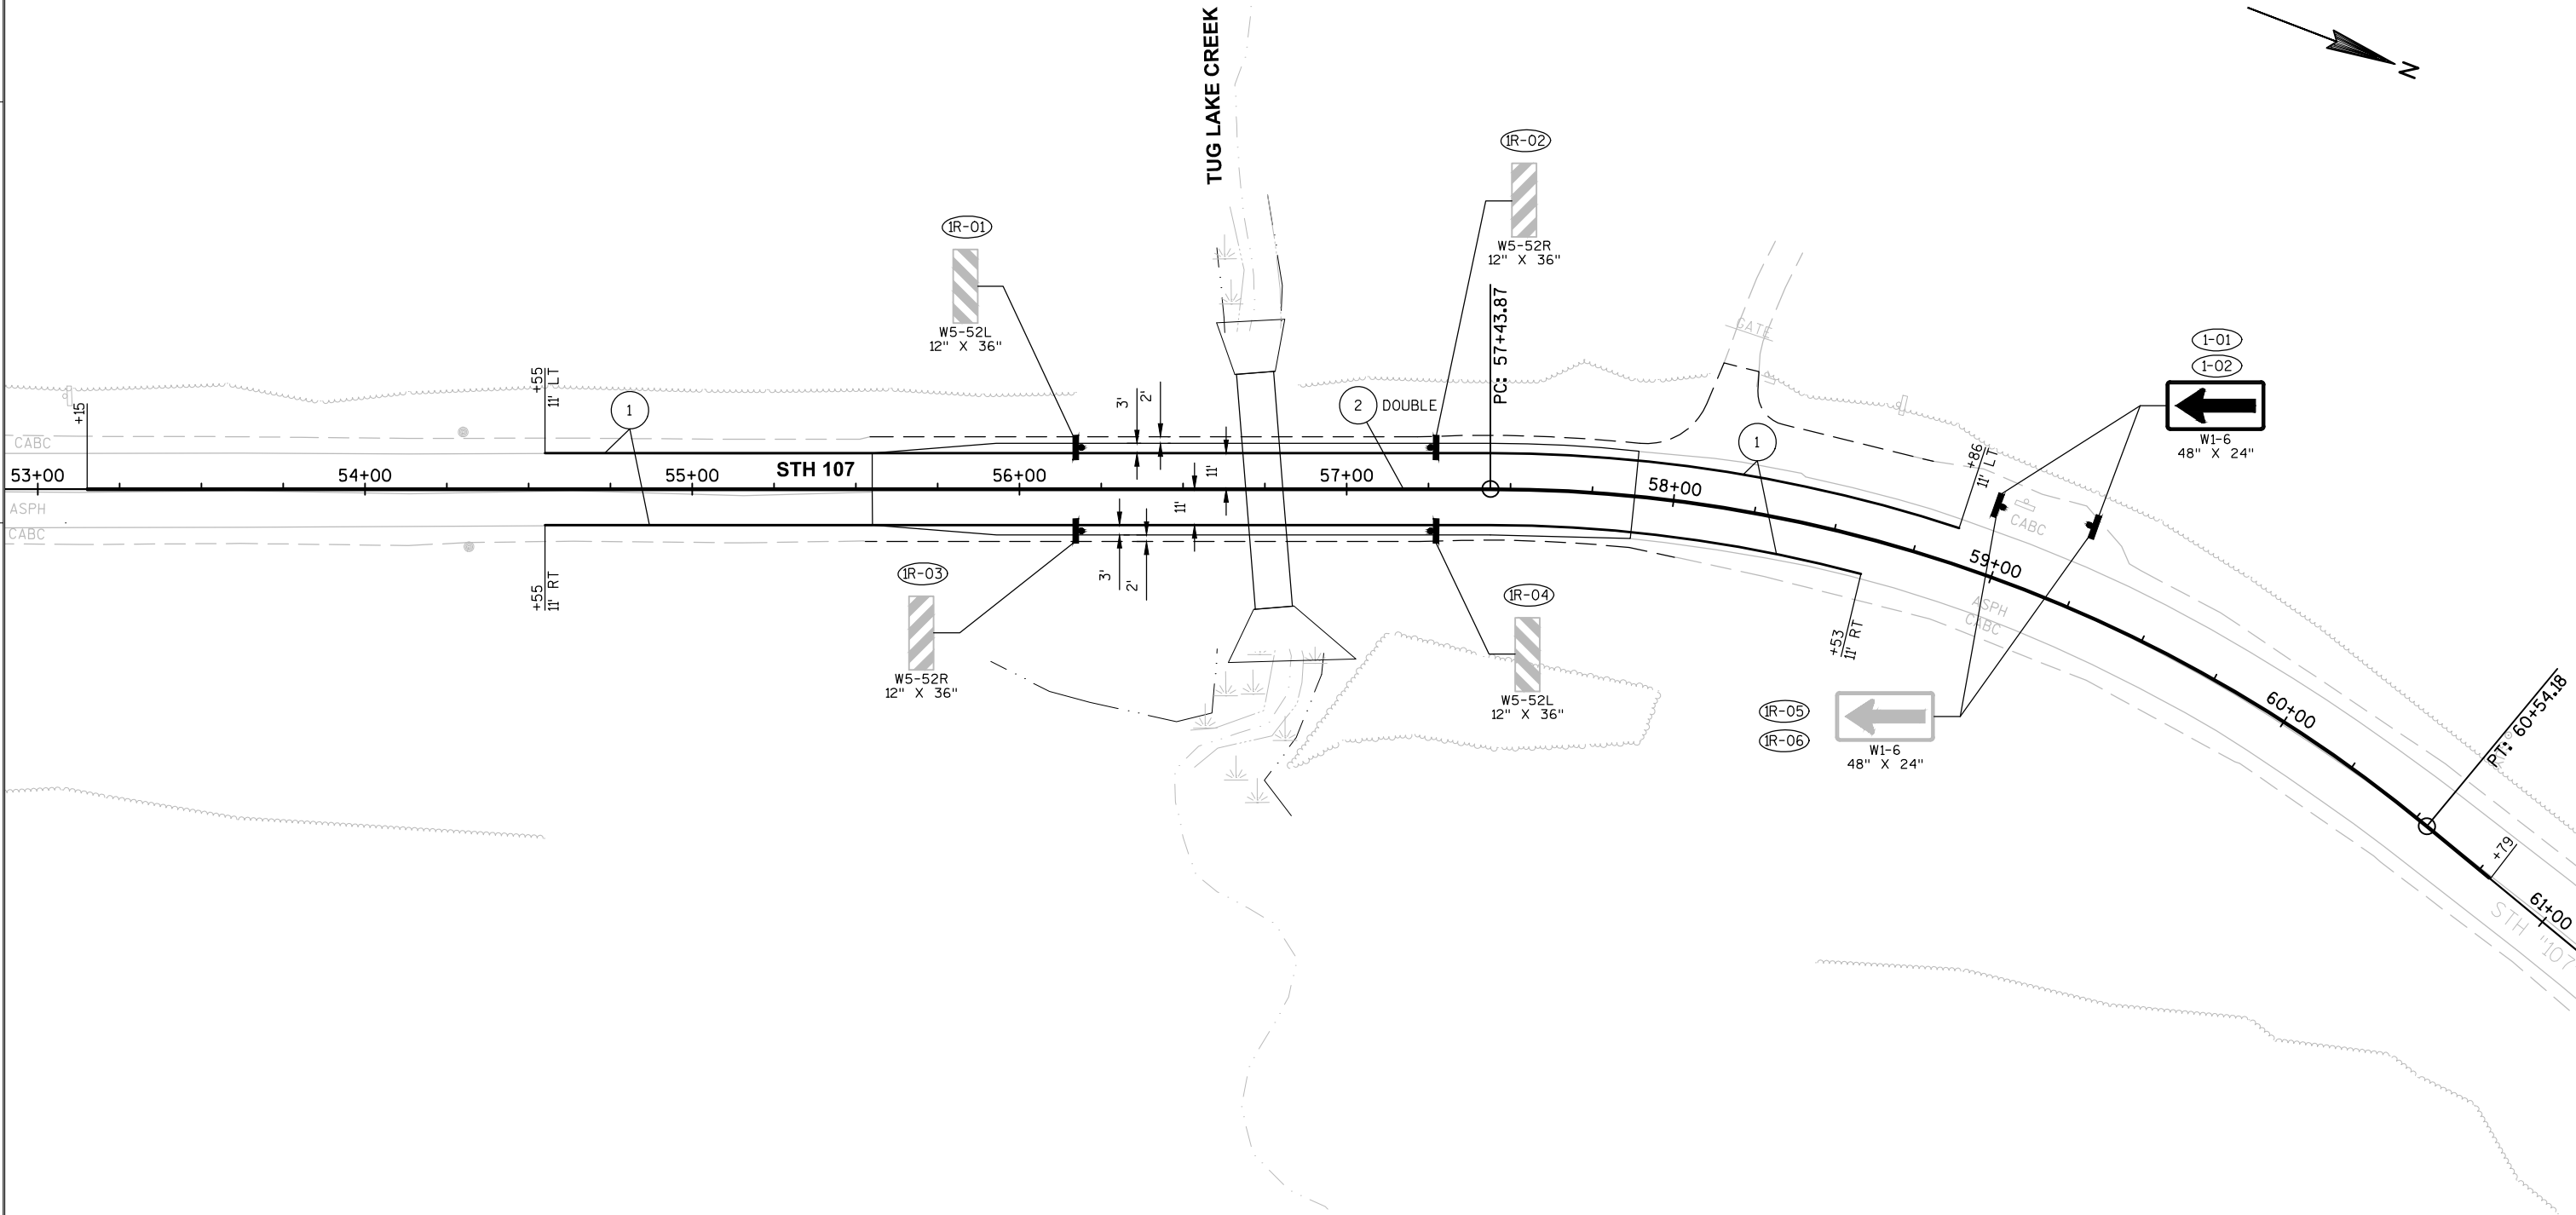 N
TUG LAKE CREEK
1R-02
W5-52R
12" X 36"
1R-01
W5-52L
12" X 36"
PC: 57+43.87
GATE
1-01
1-02
W1-6
48" X 24"
+15
+55
11' LT
1
3'
2'
2 DOUBLE
1
+86
11' LT
CABC
53+00
54+00
55+00
STH 107
56+00
11'
57+00
58+00
ASPH
CABC
11'
CABC
59+00
+55
11' RT
1R-03
W5-52R
12" X 36"
3'
2'
1R-04
W5-52L
12" X 36"
ASPH
CABC
+53
11' RT
1R-05
1R-06
W1-6
48" X 24"
60+00
PT: 60+54.18
+79
61+00
STH "107